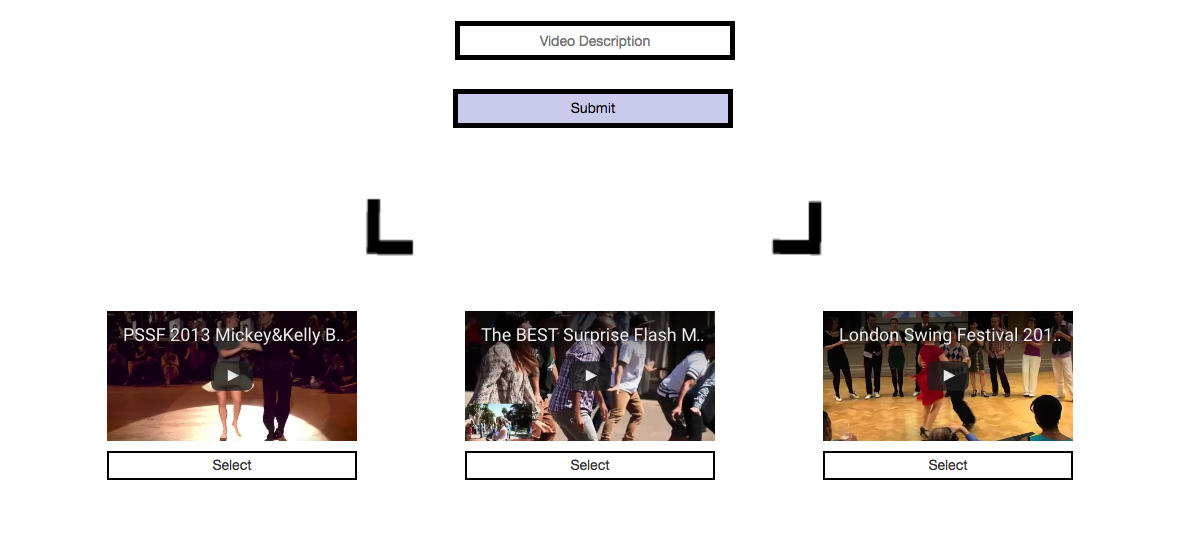 Video Description
Submit
PSSF 2013 Mickey&Kelly B..
The BEST Surprise Flash M..
London Swing Festival 201..
Select
Select
Select